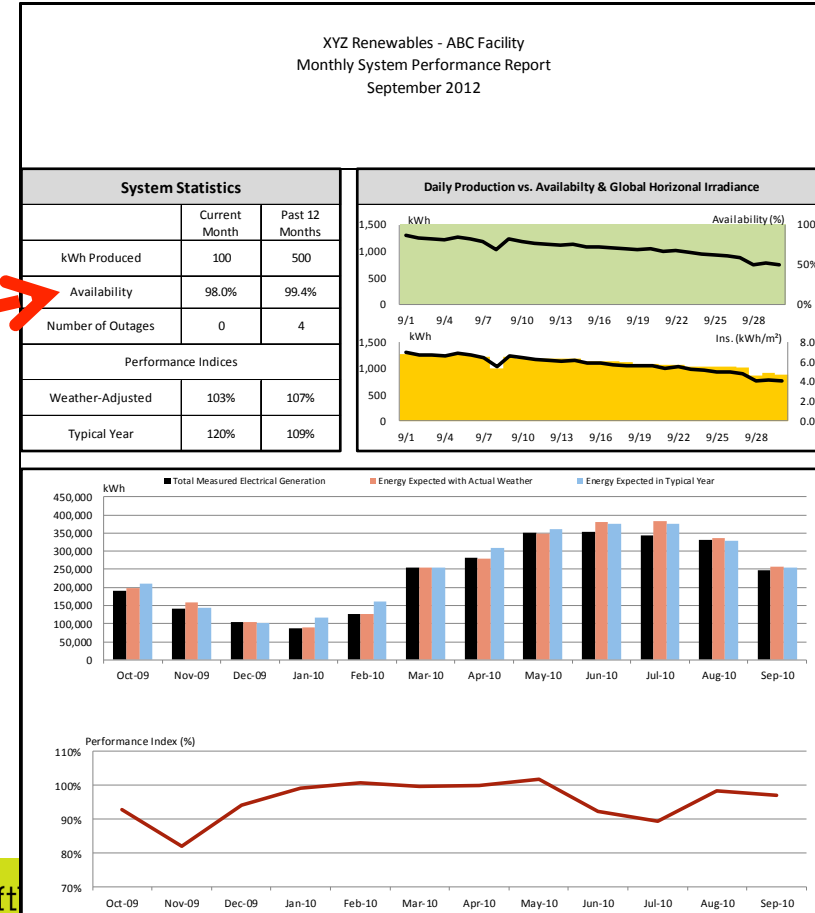 XYZ Renewables - ABC Facility
Monthly System Performance Report
September 2012
System Statistics
Current Month
Past 12 Months
kWh Produced 100 500
Availability 98.0% 99.4%
Number of Outages 0 4
Performance Indices
Weather-Adjusted 103% 107%
Typical Year 120% 109%
Daily Production vs. Availabilty & Global Horizonal Irradiance
kWh Availability (%)
1,500 100
1,000 50%
500
0 0%
9/1 9/4 9/7 9/10 9/13 9/16 9/19 9/22 9/25 9/28
kWh Ins. (kWh/m²)
1,500 8.0
1,000 6.0
4.0
500 2.0
0 0.0
9/1 9/4 9/7 9/10 9/13 9/16 9/19 9/22 9/25 9/28
kWh
Total Measured Electrical Generation Energy Expected with Actual Weather Energy Expected in Typical Year
450,000
400,000
350,000
300,000
250,000
200,000
150,000
100,000
50,000
0
Oct-09 Nov-09 Dec-09 Jan-10 Feb-10 Mar-10 Apr-10 May-10 Jun-10 Jul-10 Aug-10 Sep-10
Performance Index (%)
110%
100%
90%
80%
70%
Oct-09 Nov-09 Dec-09 Jan-10 Feb-10 Mar-10 Apr-10 May-10 Jun-10 Jul-10 Aug-10 Sep-10